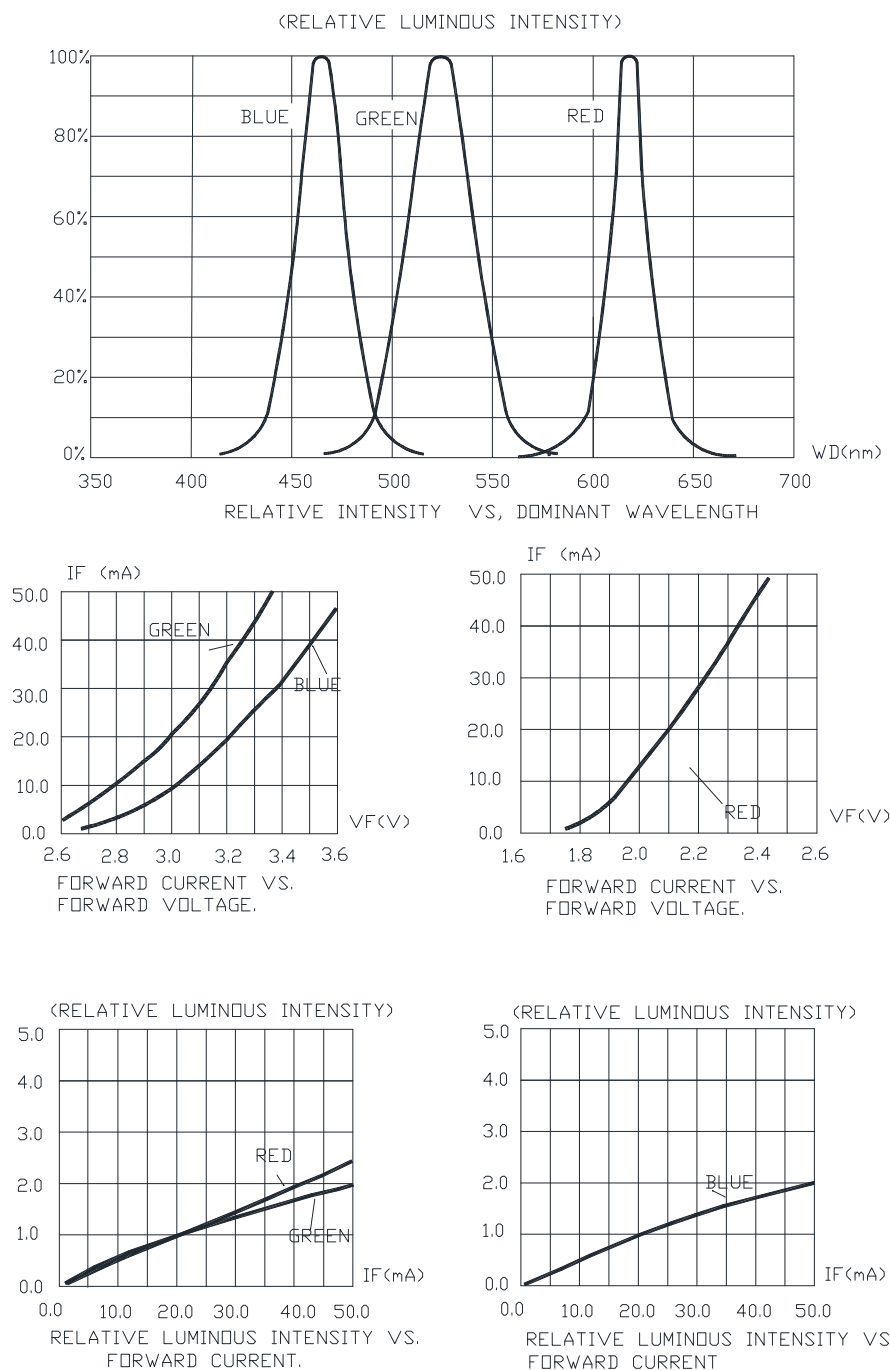 (RELATIVE LUMINOUS INTENSITY)
100%
BLUE
GREEN
RED
80%
60%
40%
20%
0%
WD(nm)
350 400 450 500 550 600 650 700
RELATIVE INTENSITY VS, DOMINANT WAVELENGTH
IF (mA)
50.0
GREEN
40.0
BLUE
30.0
20.0
10.0
0.0
VF(V)
2.6 2.8 3.0 3.2 3.4 3.6
FORWARD CURRENT VS.
FORWARD VOLTAGE.
IF (mA)
50.0
40.0
30.0
20.0
10.0
RED
0.0
VF(V)
1.6 1.8 2.0 2.2 2.4 2.6
FORWARD CURRENT VS.
FORWARD VOLTAGE.
(RELATIVE LUMINOUS INTENSITY)
5.0
4.0
3.0
RED
2.0
GREEN
1.0
0.0
IF(mA)
0.0 10.0 20.0 30.0 40.0 50.0
RELATIVE LUMINOUS INTENSITY VS.
FORWARD CURRENT.
(RELATIVE LUMINOUS INTENSITY)
5.0
4.0
3.0
BLUE
2.0
1.0
0.0
IF(mA)
0.0 10.0 20.0 30.0 40.0 50.0
RELATIVE LUMINOUS INTENSITY VS
FORWARD CURRENT